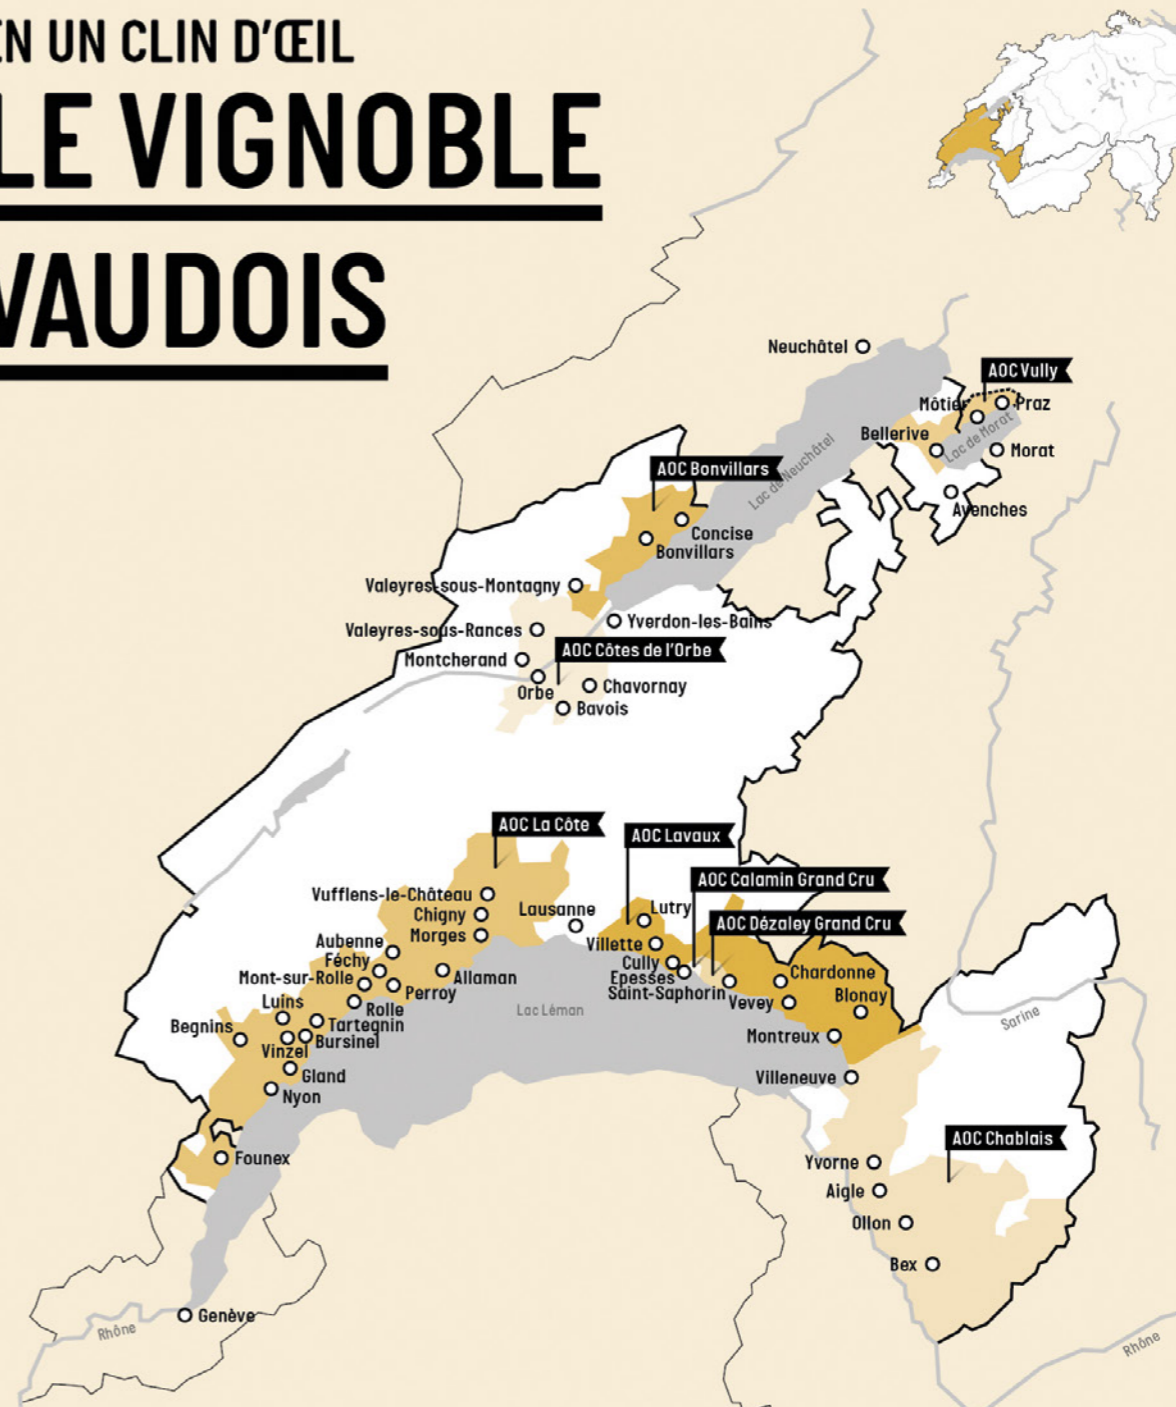 EN UN CLIN D'ŒIL
LE VIGNOBLE
VAUDOIS
Neuchâtel
AOC Vully
Môtier
Praz
Bellerive
Lac de Morat
Morat
Lac de Neuchâtel
AOC Bonvillars
Avenches
Concise
Bonvillars
Valeyres-sous-Montagny
Yverdon-les-Bains
Valeyres-sous-Rances
AOC Côtes de l'Orbe
Montcherand
Orbe
Chavornay
Bavois
AOC La Côte
AOC Lavaux
AOC Calamin Grand Cru
Vufflens-le-Château
Lausanne
Lutry
Chigny
AOC Dézaley Grand Cru
Morges
Villette
Aubenne
Féchy
Cully
Mont-sur-Rolle
Allaman
Epesses
Chardonne
Perroy
Saint-Saphorin
Vevey
Blonay
Luins
Rolle
Lac Léman
Sarine
Begnins
Tartegnin
Bursinel
Montreux
Vinzel
Gland
Villeneuve
Nyon
AOC Chablais
Founex
Yvorne
Aigle
Ollon
Bex
Genève
Rhône
Rhône